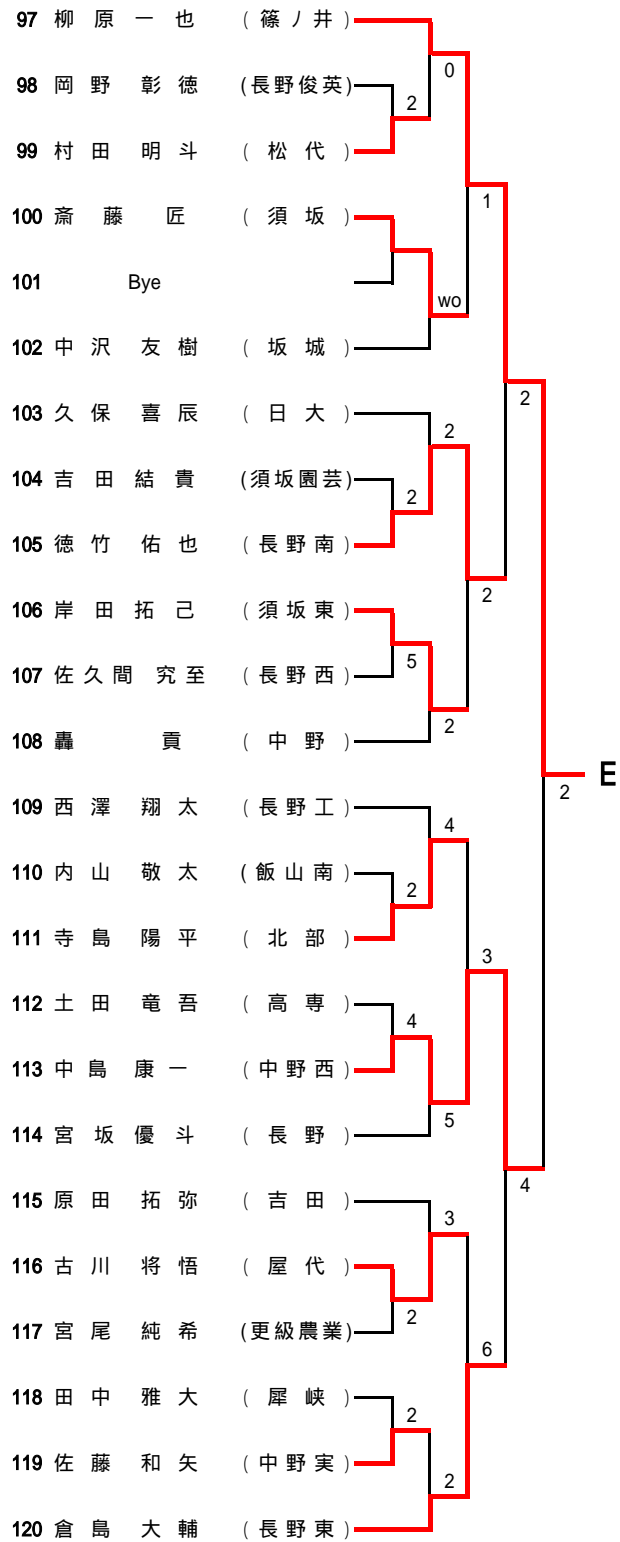 97 柳原一也 (篠ノ井)
0
98 岡野 彰徳 (長野俊英)
2
99 村田 明斗 (松代)
100 斎藤 匠 (須坂)
1
101 Bye
wo
102 中沢 友樹 (坂城)
2
103 久保 喜辰 (日大)
2
104 吉田結貴 (須坂園芸)
2
105 徳竹 佑也 (長野南)
106 岸田拓己 (須坂東)
2
107 佐久間 究至 (長野西)
5
108 轟 貢 (中野)
2
E
2
109 西澤 翔太 (長野工)
4
110 内山 敬太 (飯山南)
2
111 寺島 陽平 (北部)
3
112 土田 竜吾 (高専)
4
113 中島 康一 (中野西)
114 宮坂優斗 (長野)
5
115 原田 拓弥 (吉田)
4
3
116 古川 将悟 (屋代)
117 宮尾 純希 (更級農業)
2
6
118 田中 雅大 (犀峡)
2
119 佐藤 和矢 (中野実)
2
120 倉島 大輔 (長野東)